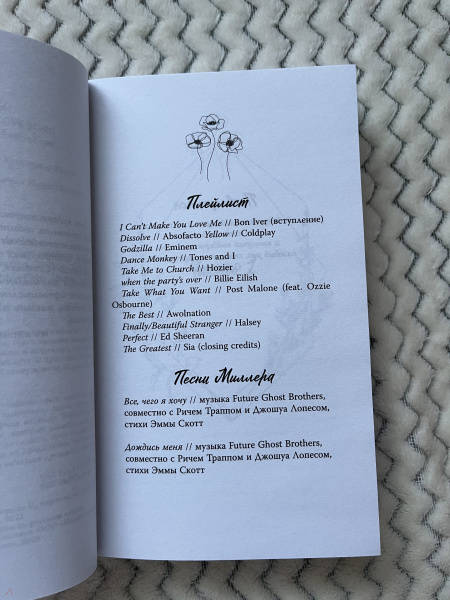 Плейлист
I Can't Make You Love Me // Bon Iver (вступление)
Dissolve // Absofacto Yellow // Coldplay
Godzilla // Eminem
Dance Monkey // Tones and I
Take Me to Church // Hozier
when the party's over // Billie Eilish
Take What You Want // Post Malone (feat. Ozzie
Osbourne)
The Best // Awolnation
Finally/Beautiful Stranger // Halsey
Perfect // Ed Sheeran
The Greatest // Sia (closing credits)
Песни Миллера
Все, чего я хочу // музыка Future Ghost Brothers,
совместно с Ричем Траппом и Джошуа Лопесом,
стихи Эммы Скотт
Дождись меня // музыка Future Ghost Brothers,
совместно с Ричем Траппом и Джошуа Лопесом,
стихи Эммы Скотт